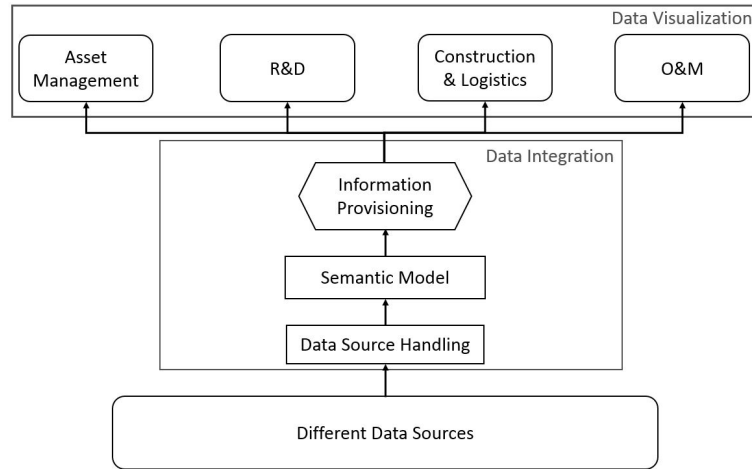 Data Visualization
Asset
Management
R&D
Construction
& Logistics
O&M
Data Integration
Information
Provisioning
Semantic Model
Data Source Handling
Different Data Sources